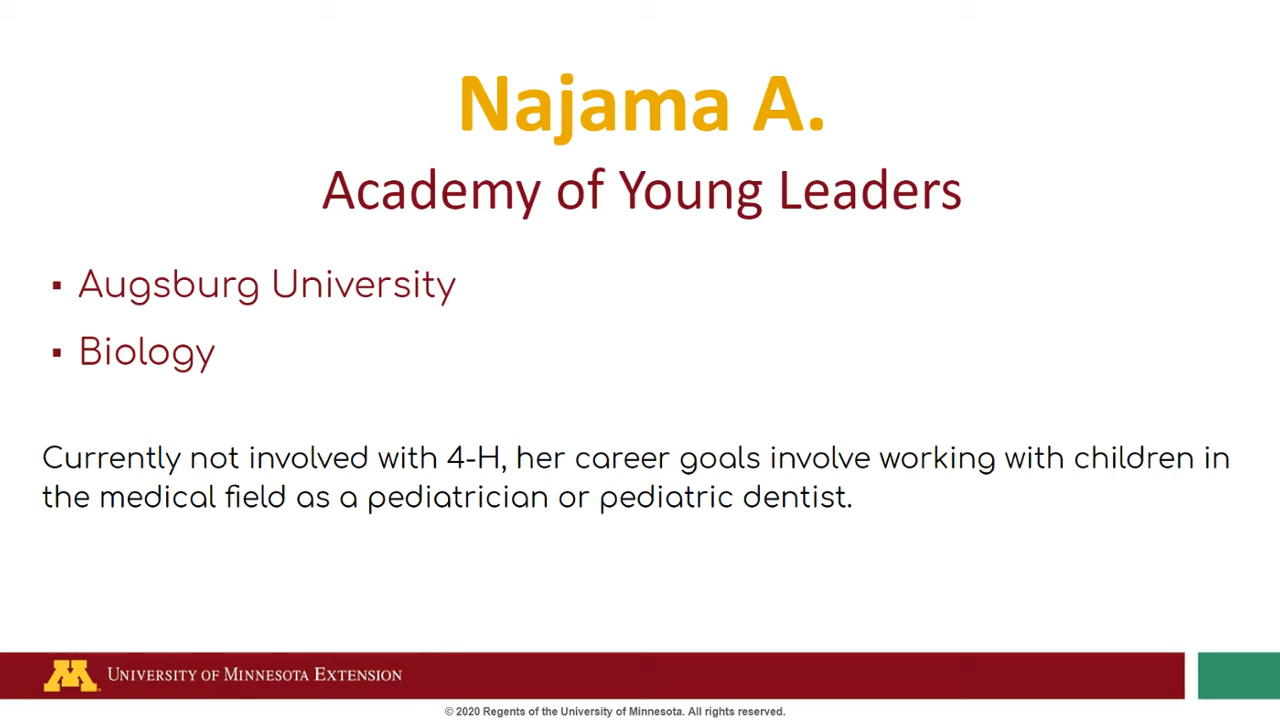 Najama A.
Academy of Young Leaders
▪ Augsburg University
▪ Biology
Currently not involved with 4-H, her career goals involve working with children in
the medical field as a pediatrician or pediatric dentist.
UNIVERSITY OF MINNESOTA EXTENSION
© 2020 Regents of the University of Minnesota. All rights reserved.